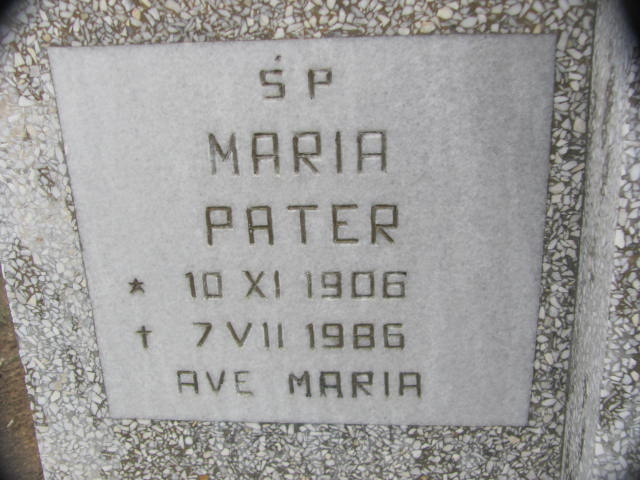 ŚP
MARIA
PATER
* 10 XI 1906
† 7 VII 1986
AVE MARIA